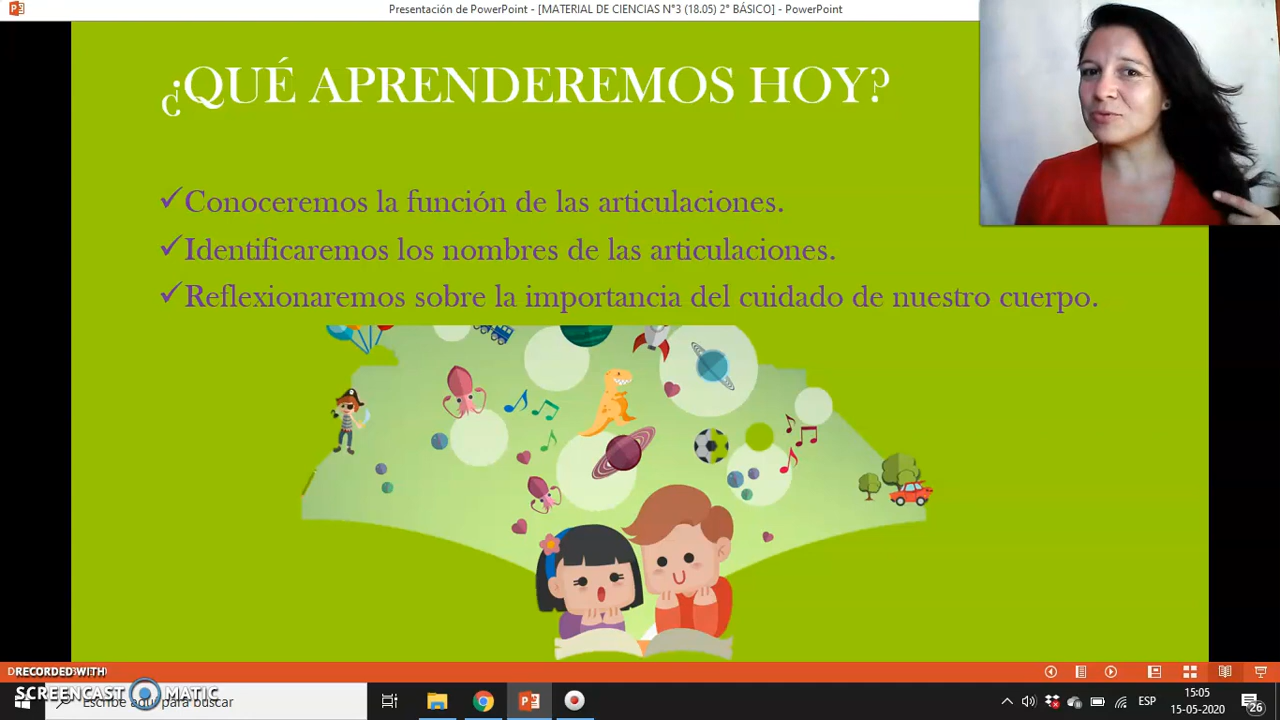 Presentación de PowerPoint - [MATERIAL DE CIENCIAS N°3 (18.05) 2° BÁSICO] - PowerPoint
¿QUÉ APRENDEREMOS HOY?
✓Conoceremos la función de las articulaciones.
✓Identificaremos los nombres de las articulaciones.
✓Reflexionaremos sobre la importancia del cuidado de nuestro cuerpo.
RECORDED WITH
SCREENCAST MATIC
Escribe aquí para buscar
ESP
15:05
15-05-2020
26